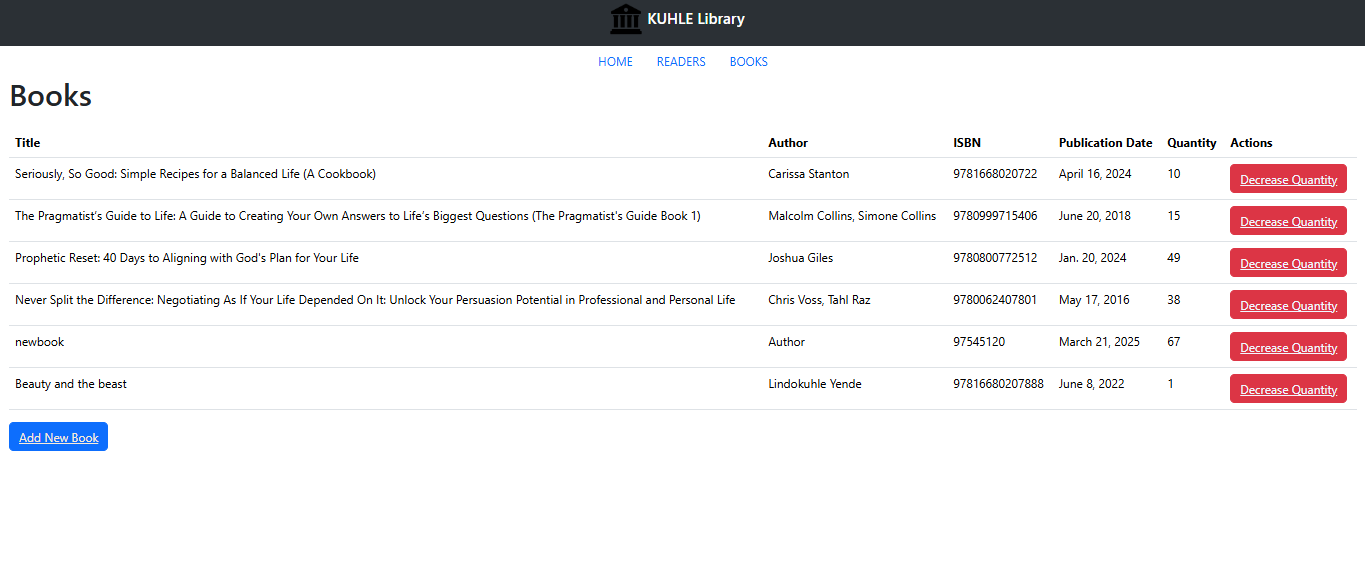 KUHLE Library
HOME READERS BOOKS
Books
Title Author ISBN Publication Date Quantity Actions
Seriously, So Good: Simple Recipes for a Balanced Life (A Cookbook) Carissa Stanton 9781668020722 April 16, 2024 10 Decrease Quantity
The Pragmatist's Guide to Life: A Guide to Creating Your Own Answers to Life's Biggest Questions (The Pragmatist's Guide Book 1) Malcolm Collins, Simone Collins 9780999715406 June 20, 2018 15 Decrease Quantity
Prophetic Reset: 40 Days to Aligning with God's Plan for Your Life Joshua Giles 9780800772512 Jan. 20, 2024 49 Decrease Quantity
Never Split the Difference: Negotiating As If Your Life Depended On It: Unlock Your Persuasion Potential in Professional and Personal Life Chris Voss, Tahl Raz 9780062407801 May 17, 2016 38 Decrease Quantity
newbook Author 97545120 March 21, 2025 67 Decrease Quantity
Beauty and the beast Lindokuhle Yende 97816680207888 June 8, 2022 1 Decrease Quantity
Add New Book